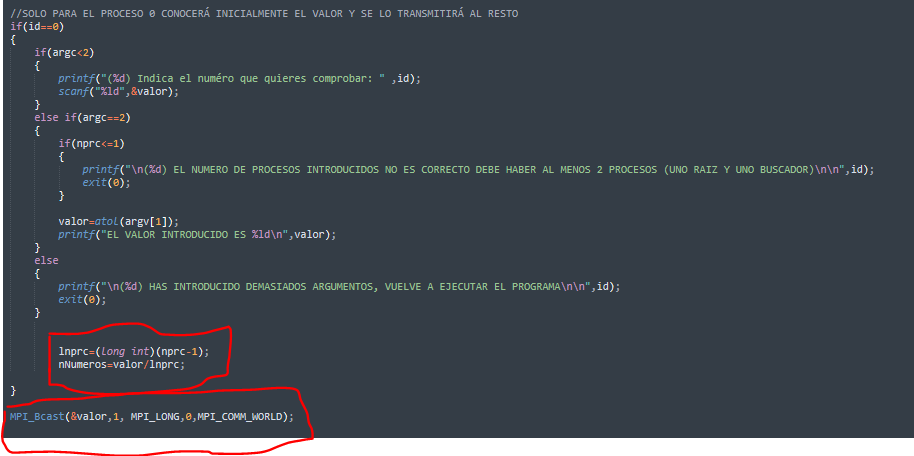 //SOLO PARA EL PROCESO 0 CONOCERÁ INICIALMENTE EL VALOR Y SE LO TRANSMITIRÁ AL RESTO
if(id==0)
{
    if(argc<2)
    {
        printf("(%d) Indica el numéro que quieres comprobar: " ,id);
        scanf("%ld",&valor);
    }
    else if(argc==2)
    {
        if(nprc<=1)
        {
            printf("\n(%d) EL NUMERO DE PROCESOS INTRODUCIDOS NO ES CORRECTO DEBE HABER AL MENOS 2 PROCESOS (UNO RAIZ Y UNO BUSCADOR)\n\n",id);
            exit(0);
        }
        valor=atol(argv[1]);
        printf("EL VALOR INTRODUCIDO ES %ld\n",valor);
    }
    else
    {
        printf("\n(%d) HAS INTRODUCIDO DEMASIADOS ARGUMENTOS, VUELVE A EJECUTAR EL PROGRAMA\n\n",id);
        exit(0);
    }
        lnprc=(long int)(nprc-1);
        nNumeros=valor/lnprc;
}
MPI_Bcast(&valor,1, MPI_LONG,0,MPI_COMM_WORLD);